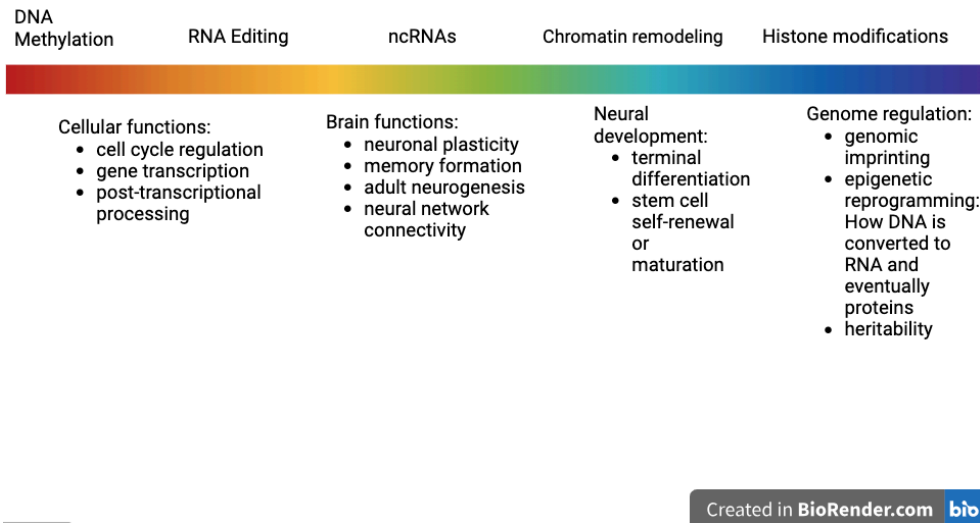 DNA
Methylation
RNA Editing
ncRNAs
Chromatin remodeling
Histone modifications
Cellular functions:
• cell cycle regulation
• gene transcription
• post-transcriptional
processing
Brain functions:
• neuronal plasticity
• memory formation
• adult neurogenesis
• neural network
connectivity
Neural
development:
• terminal
differentiation
• stem cell
self-renewal
or
maturation
Genome regulation:
• genomic
imprinting
• epigenetic
reprogramming:
How DNA is
converted to
RNA and
eventually
proteins
• heritability
Created in BioRender.com bio